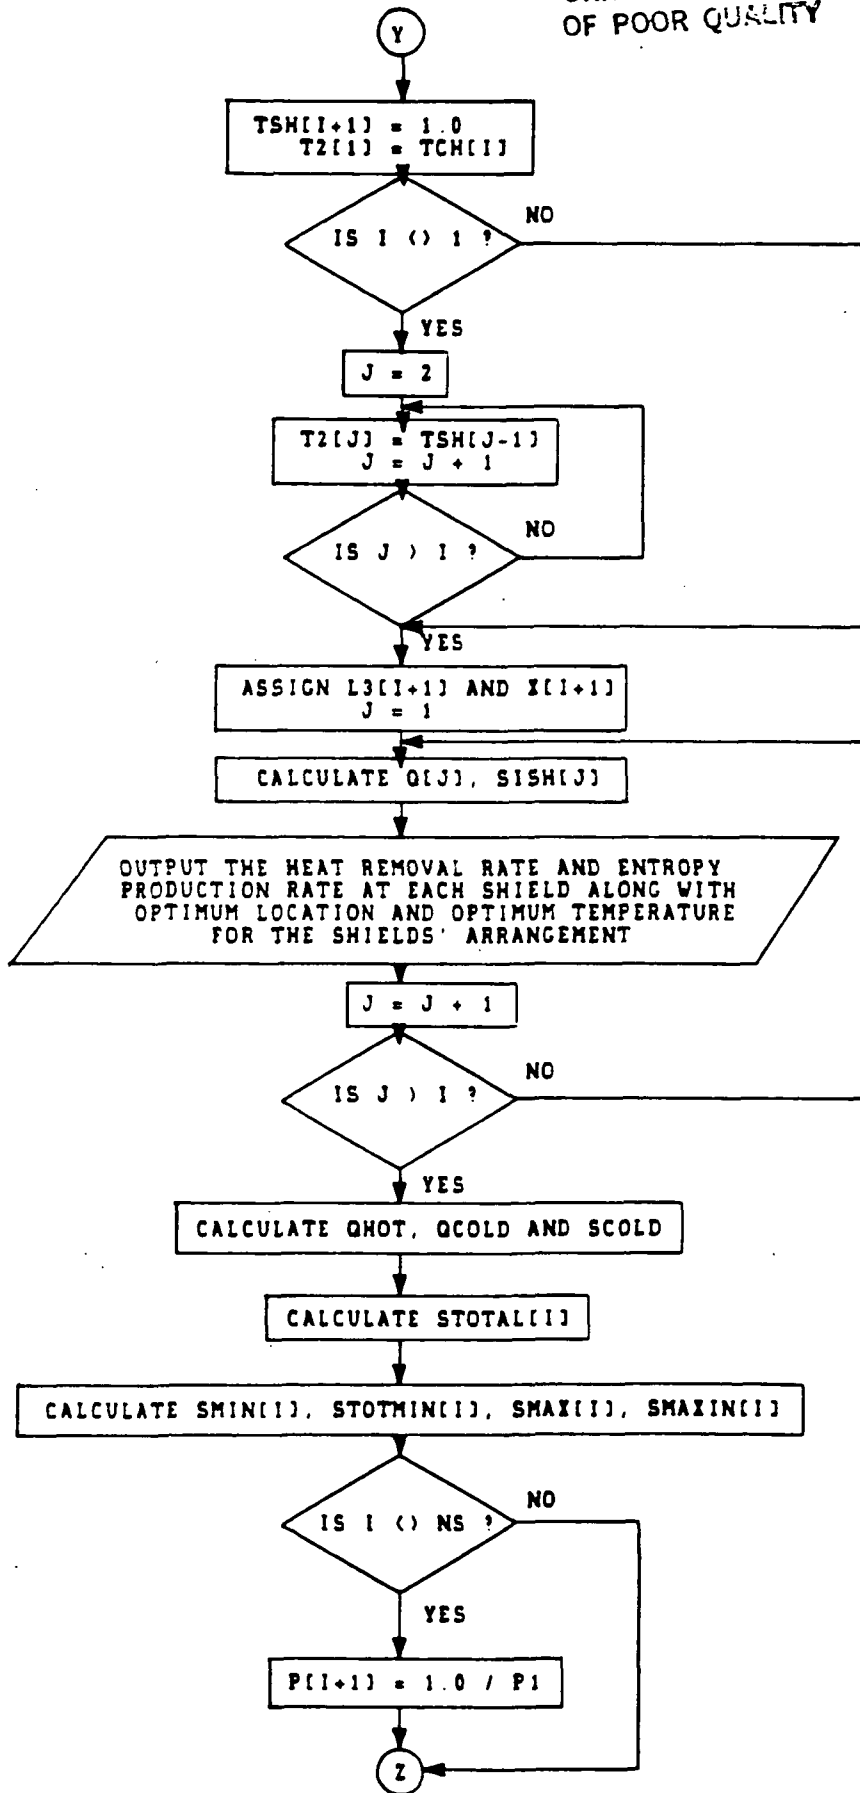 OF POOR QUALITY
Y
TSH[I+1] = 1.0
T2[1] = TCH[I]
IS I <> 1 ?
NO
YES
J = 2
T2[J] = TSH[J-1]
J = J + 1
IS J > I ?
NO
YES
ASSIGN L3[I+1] AND X[I+1]
J = 1
CALCULATE Q[J], SISH[J]
OUTPUT THE HEAT REMOVAL RATE AND ENTROPY
PRODUCTION RATE AT EACH SHIELD ALONG WITH
OPTIMUM LOCATION AND OPTIMUM TEMPERATURE
FOR THE SHIELDS' ARRANGEMENT
J = J + 1
IS J > I ?
NO
YES
CALCULATE QHOT, QCOLD AND SCOLD
CALCULATE STOTAL[I]
CALCULATE SMIN[I], STOTMIN[I], SMAX[I], SMAXIN[I]
IS I <> NS ?
NO
YES
P[I+1] = 1.0 / P1
Z